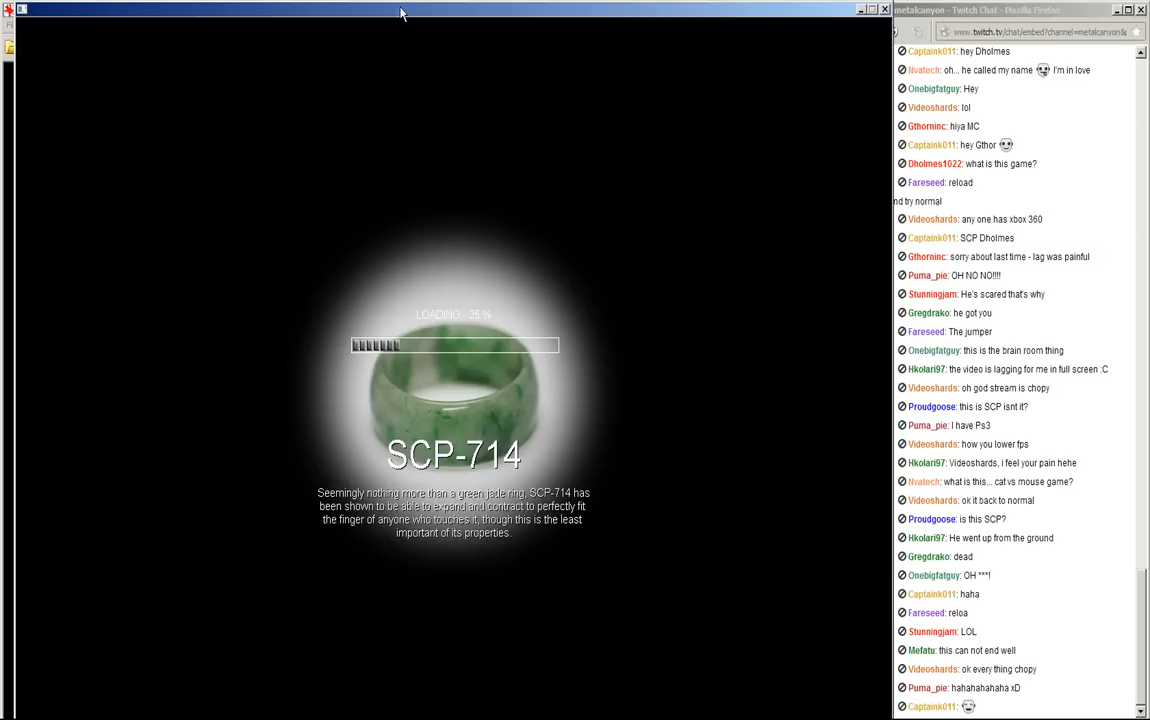 metalcanyon - Twitch Chat - Mozilla Firefox
Fi
www.twitch.tv/chat/embed?channel=metalcanyon&
LOADING: 26 %
SCP-714
Seemingly nothing more than a green jade ring, SCP-714 has
been shown to be able to expand and contract to perfectly fit
the finger of anyone who touches it, though this is the least
important of its properties.
Captaink011: hey Dholmes
Nvatech: oh... he called my name I'm in love
Onebigfatguy: Hey
Videoshards: lol
Gthorninc: hiya MC
Captaink011: hey Gthor
Dholmes1022: what is this game?
Fareseed: reload
nd try normal
Videoshards: any one has xbox 360
Captaink011: SCP Dholmes
Gthorninc: sorry about last time - lag was painful
Puma_pie: OH NO NO!!!!
Stunningjam: He's scared that's why
Gregdrako: he got you
Fareseed: The jumper
Onebigfatguy: this is the brain room thing
Hkolari97: the video is lagging for me in full screen :C
Videoshards: oh god stream is chopy
Proudgoose: this is SCP isnt it?
Puma_pie: I have Ps3
Videoshards: how you lower fps
Hkolari97: Videoshards, i feel your pain hehe
Nvatech: what is this... cat vs mouse game?
Videoshards: ok it back to normal
Proudgoose: is this SCP?
Hkolari97: He went up from the ground
Gregdrako: dead
Onebigfatguy: OH ***!
Captaink011: haha
Fareseed: reloa
Stunningjam: LOL
Mefatu: this can not end well
Videoshards: ok every thing chopy
Puma_pie: hahahahahaha xD
Captaink011: